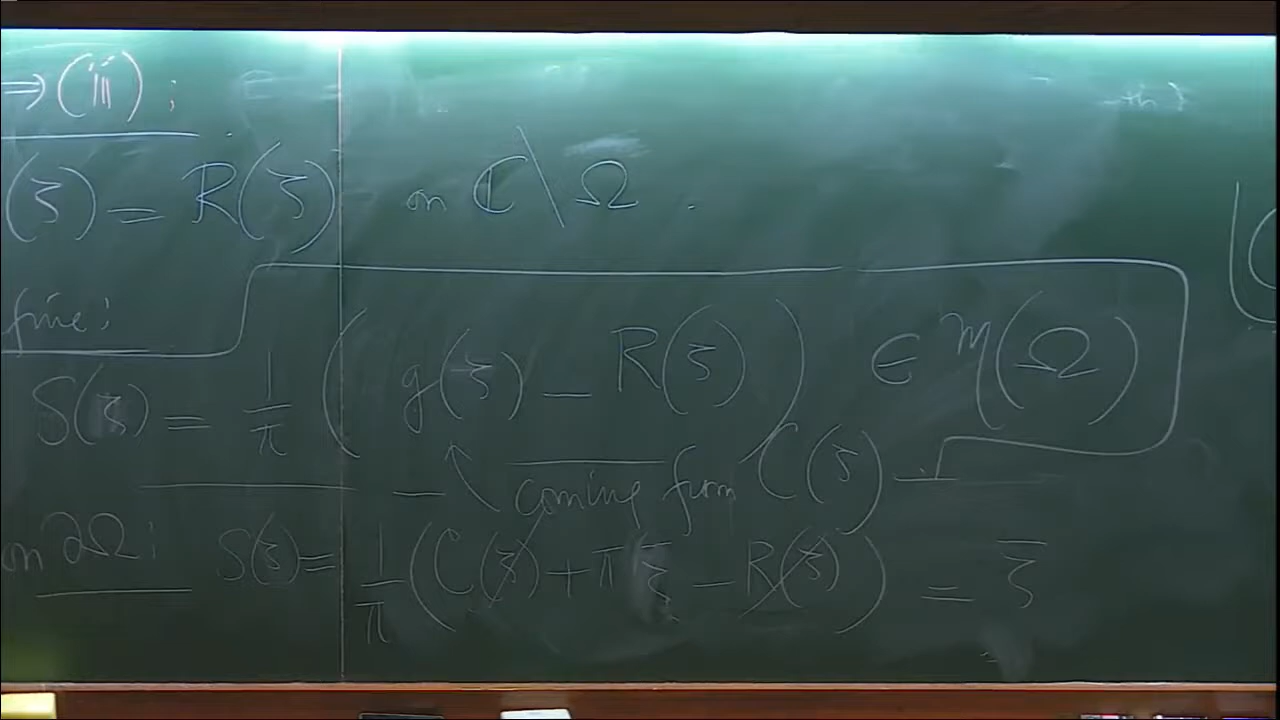 ⇒ (iii) :
(ζ) = R(ζ) on ℂ \ Ω .
fine:
S(ζ) = 1/π ( g(ζ) − R(ζ) ) ∈ M(Ω)
coming from C(ζ)
on ∂Ω: S(ζ) = 1/π ( C(ζ) + π ζ̄ − R(ζ) ) = ζ̄